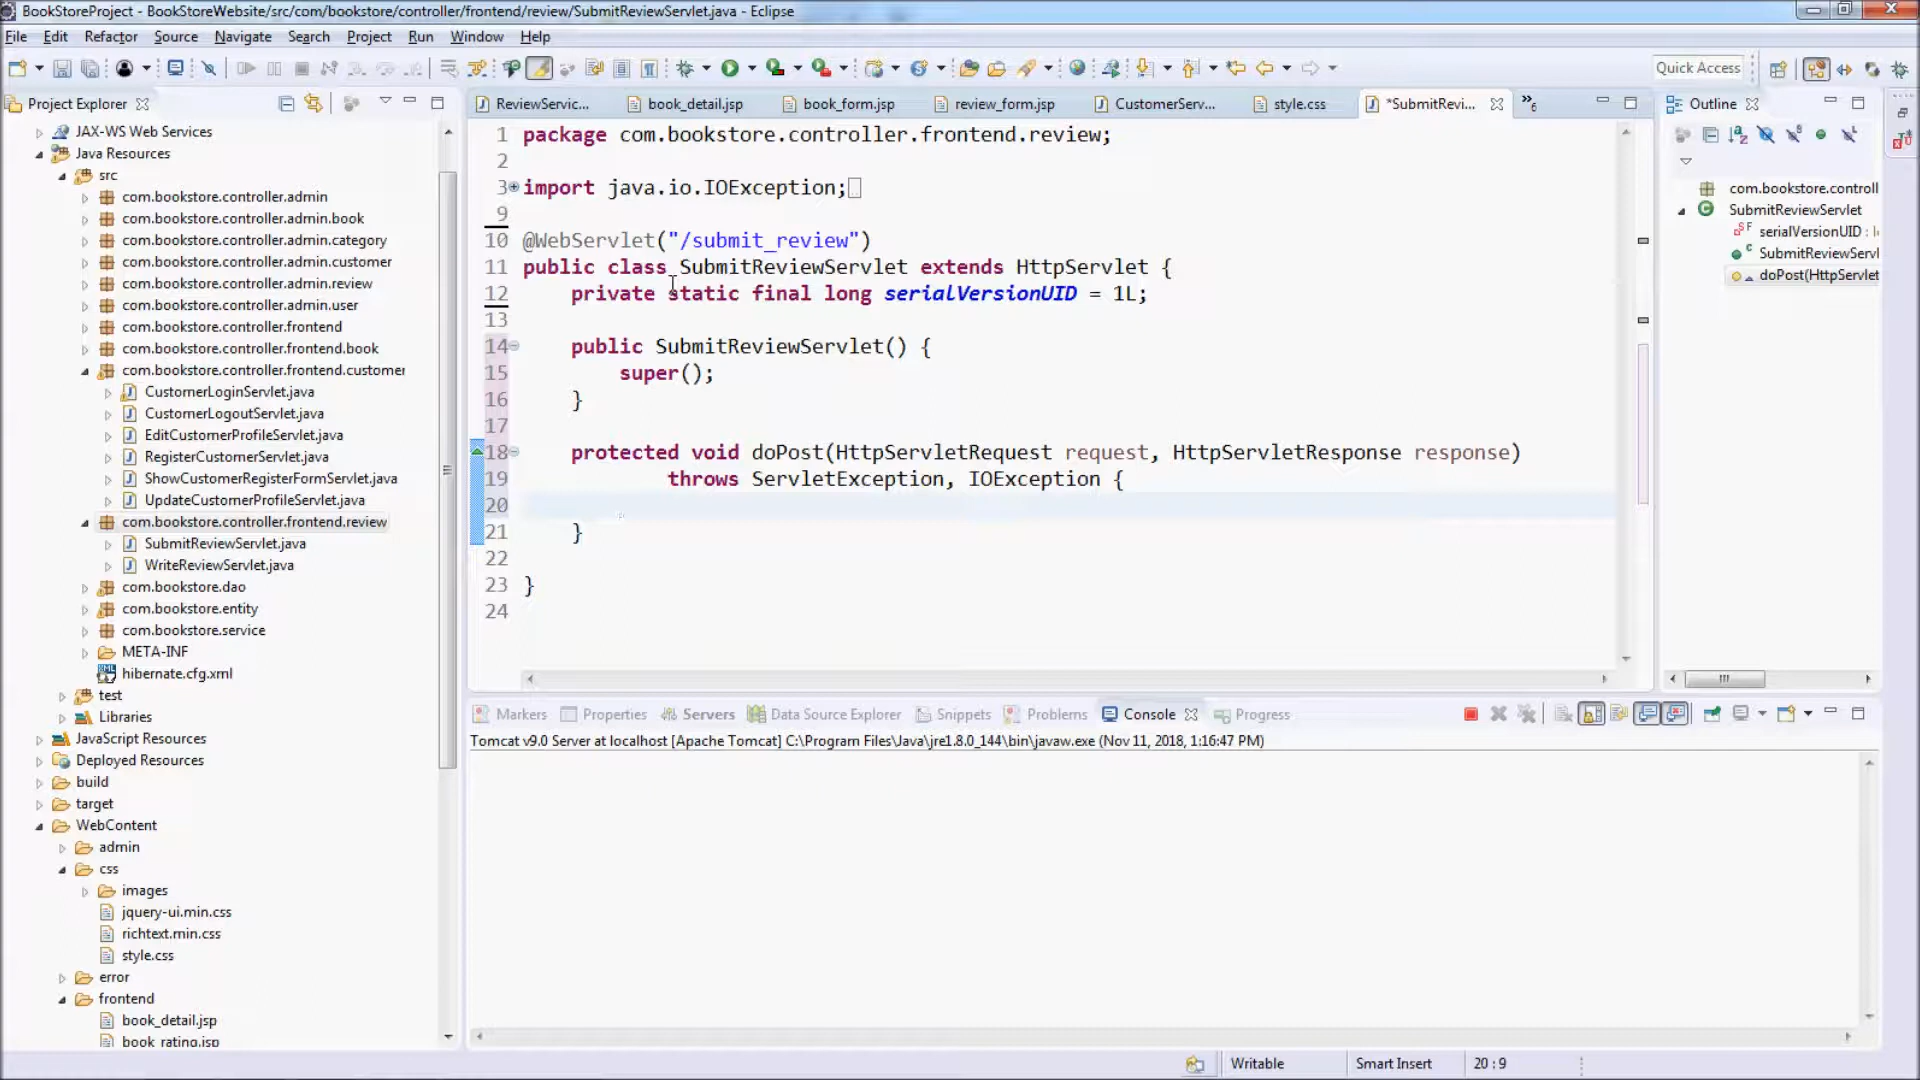 BookStoreProject - BookStoreWebsite/src/com/bookstore/controller/frontend/review/SubmitReviewServlet.java - Eclipse
File Edit Refactor Source Navigate Search Project Run Window Help
Quick Access
Project Explorer
JAX-WS Web Services
Java Resources
src
com.bookstore.controller.admin
com.bookstore.controller.admin.book
com.bookstore.controller.admin.category
com.bookstore.controller.admin.customer
com.bookstore.controller.admin.review
com.bookstore.controller.admin.user
com.bookstore.controller.frontend
com.bookstore.controller.frontend.book
com.bookstore.controller.frontend.customer
CustomerLoginServlet.java
CustomerLogoutServlet.java
EditCustomerProfileServlet.java
RegisterCustomerServlet.java
ShowCustomerRegisterFormServlet.java
UpdateCustomerProfileServlet.java
com.bookstore.controller.frontend.review
SubmitReviewServlet.java
WriteReviewServlet.java
com.bookstore.dao
com.bookstore.entity
com.bookstore.service
META-INF
hibernate.cfg.xml
test
Libraries
JavaScript Resources
Deployed Resources
build
target
WebContent
admin
css
images
jquery-ui.min.css
richtext.min.css
style.css
error
frontend
book_detail.jsp
book_rating.jsp
ReviewServic... book_detail.jsp book_form.jsp review_form.jsp CustomerServ... style.css *SubmitRevi... »6
1 package com.bookstore.controller.frontend.review;
2
3 import java.io.IOException;
9
10 @WebServlet("/submit_review")
11 public class SubmitReviewServlet extends HttpServlet {
12 private static final long serialVersionUID = 1L;
13
14 public SubmitReviewServlet() {
15 super();
16 }
17
18 protected void doPost(HttpServletRequest request, HttpServletResponse response)
19 throws ServletException, IOException {
20
21 }
22
23 }
24
Outline
com.bookstore.controll
SubmitReviewServlet
serialVersionUID : l
SubmitReviewServl
doPost(HttpServlet
Markers Properties Servers Data Source Explorer Snippets Problems Console Progress
Tomcat v9.0 Server at localhost [Apache Tomcat] C:\Program Files\Java\jre1.8.0_144\bin\javaw.exe (Nov 11, 2018, 1:16:47 PM)
Writable Smart Insert 20 : 9